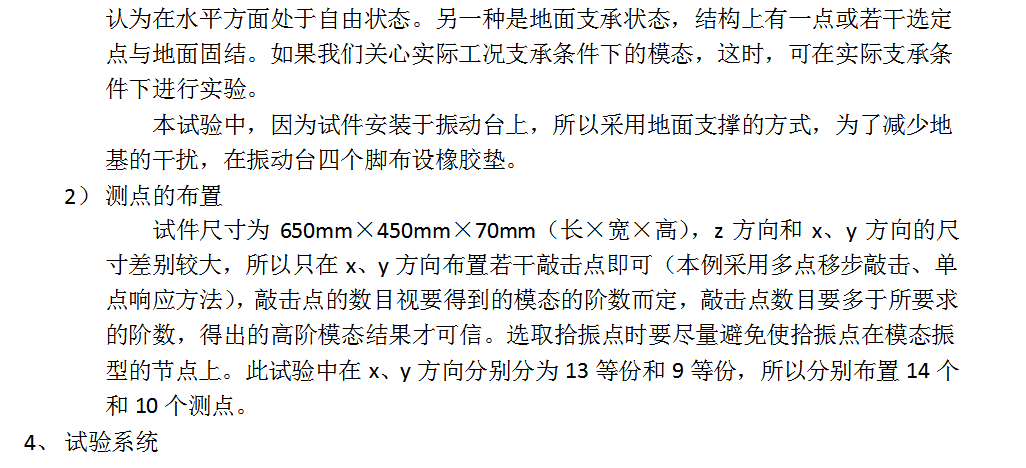 认为在水平方面处于自由状态。另一种是地面支承状态，结构上有一点或若干选定
点与地面固结。如果我们关心实际工况支承条件下的模态，这时，可在实际支承条
件下进行实验。
本试验中，因为试件安装于振动台上，所以采用地面支撑的方式，为了减少地
基的干扰，在振动台四个脚布设橡胶垫。
2） 测点的布置
试件尺寸为 650mm×450mm×70mm（长×宽×高），z 方向和 x、y 方向的尺
寸差别较大，所以只在 x、y 方向布置若干敲击点即可（本例采用多点移步敲击、单
点响应方法），敲击点的数目视要得到的模态的阶数而定，敲击点数目要多于所要求
的阶数，得出的高阶模态结果才可信。选取拾振点时要尽量避免使拾振点在模态振
型的节点上。此试验中在 x、y 方向分别分为 13 等份和 9 等份，所以分别布置 14 个
和 10 个测点。
4、 试验系统